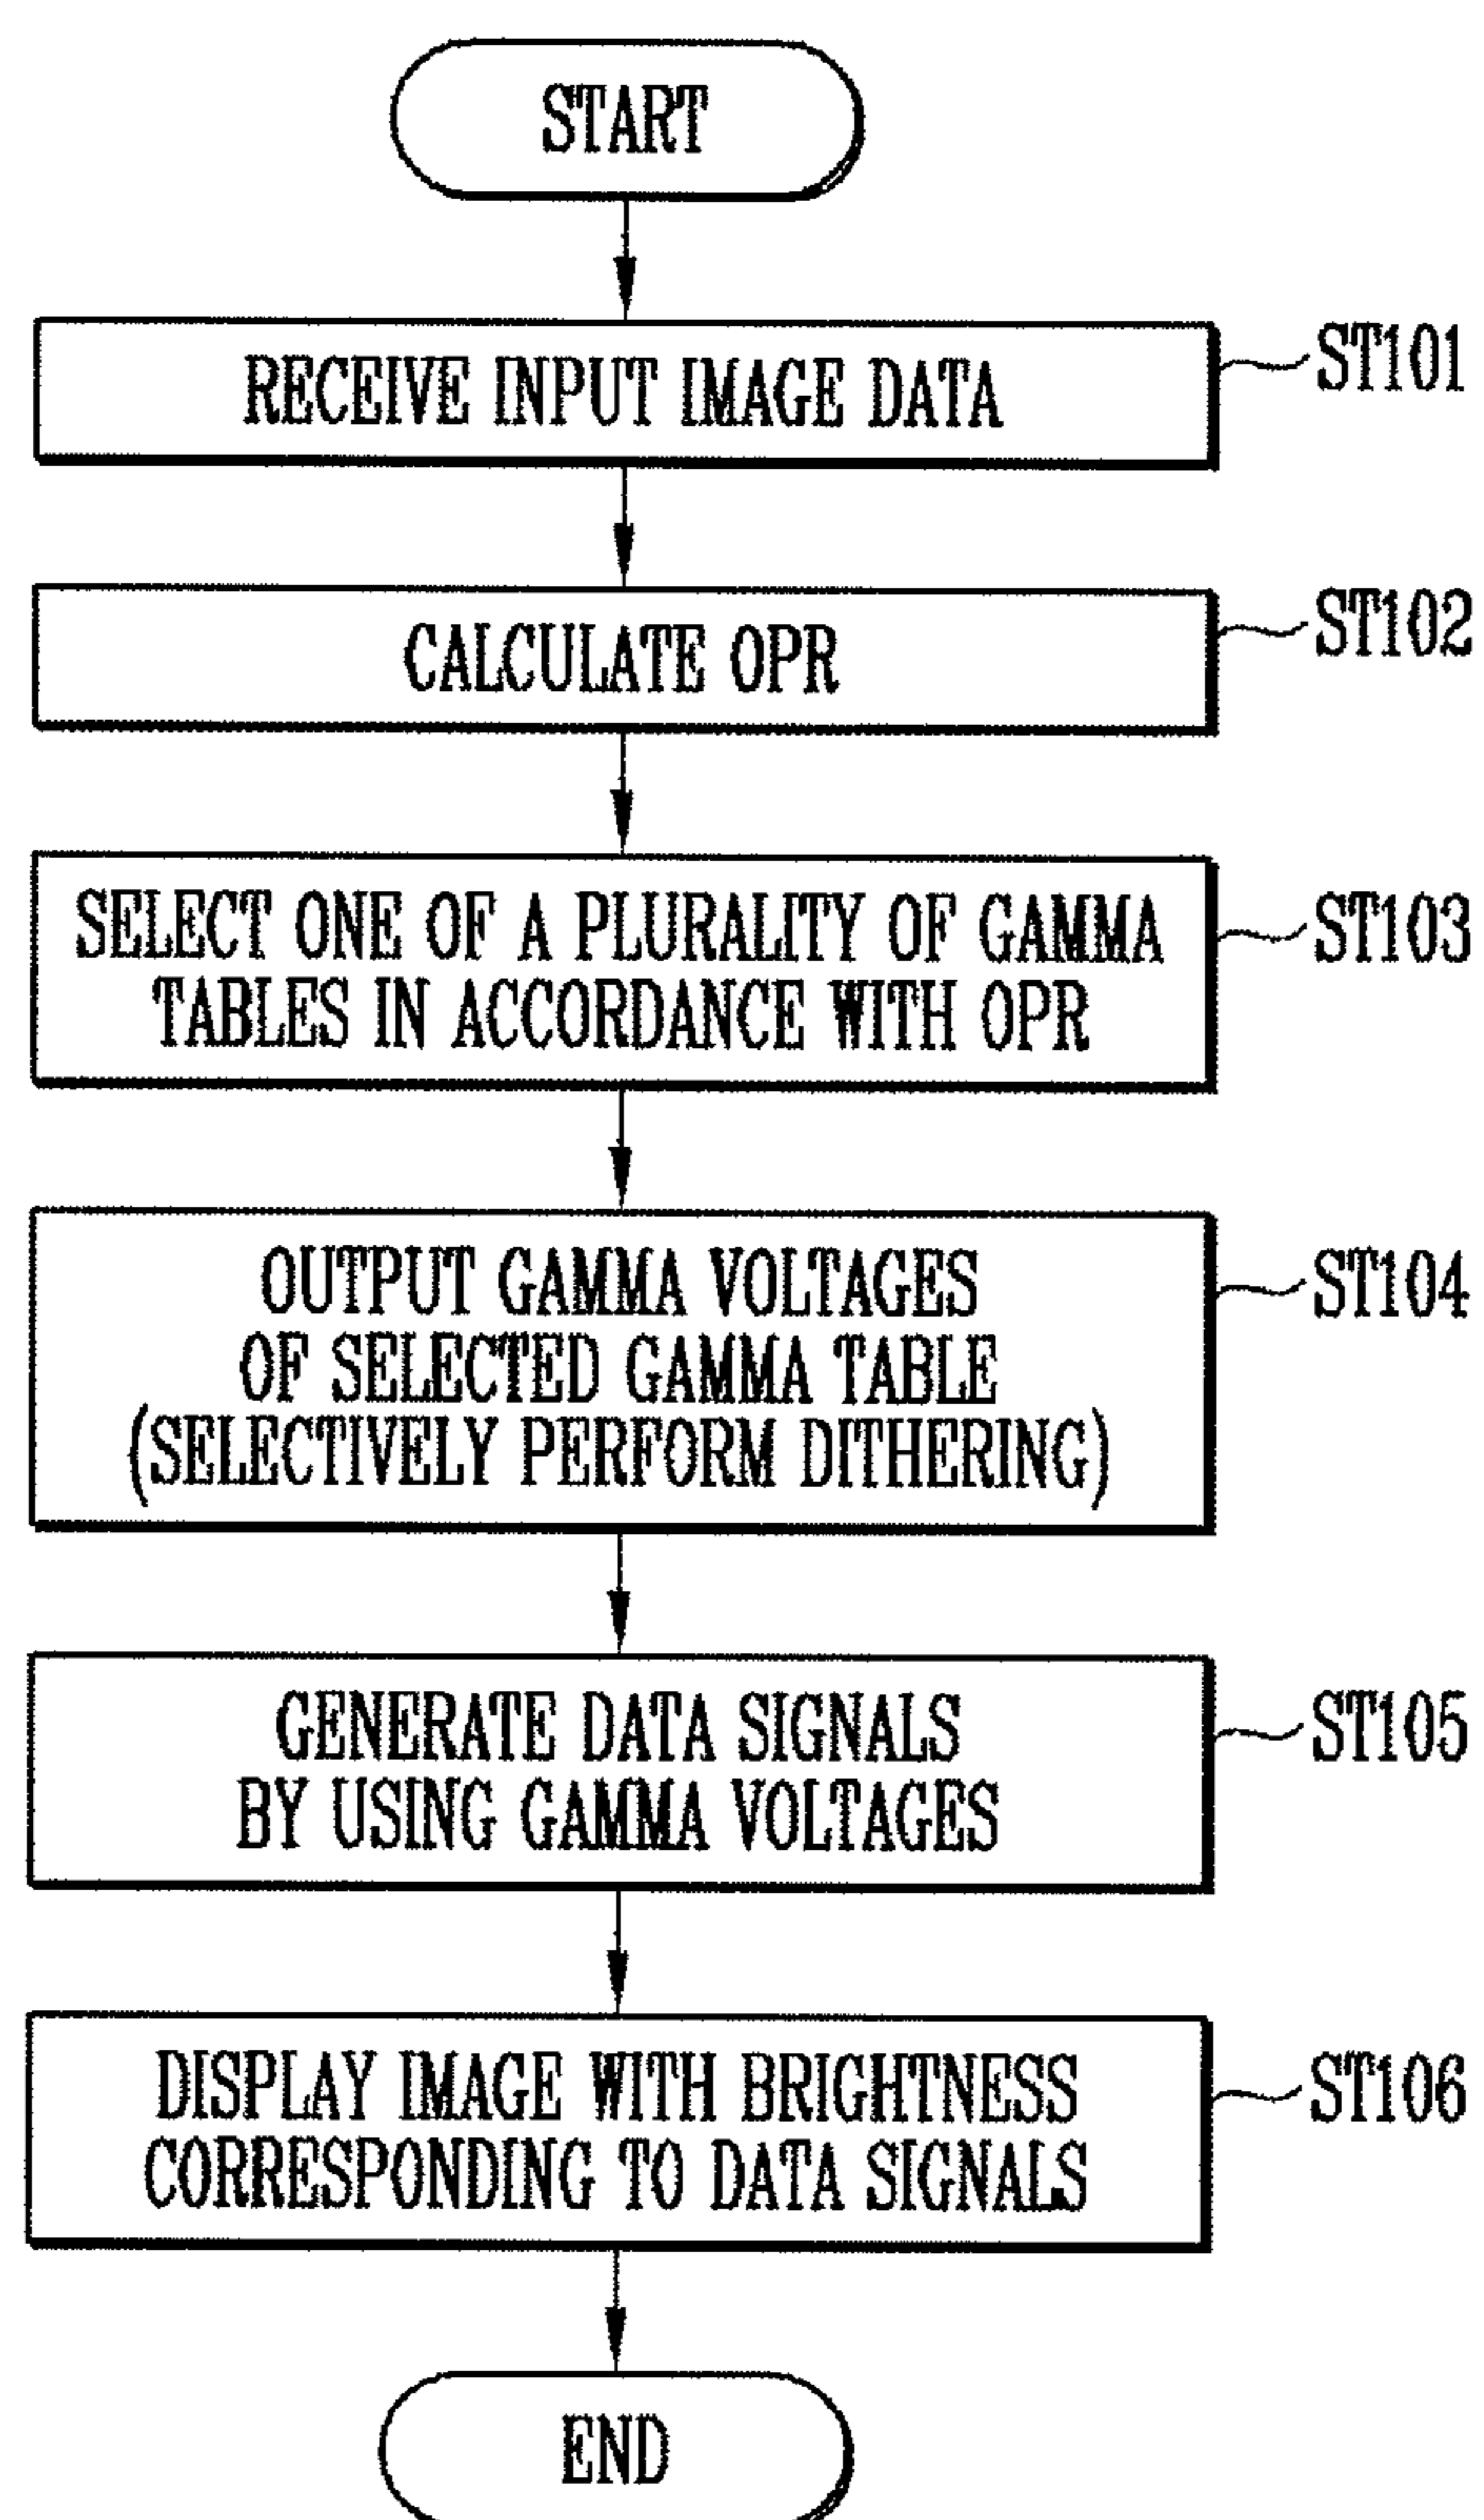 START
RECEIVE INPUT IMAGE DATA
ST101
CALCULATE OPR
ST102
SELECT ONE OF A PLURALITY OF GAMMA
TABLES IN ACCORDANCE WITH OPR
ST103
OUTPUT GAMMA VOLTAGES
OF SELECTED GAMMA TABLE
(SELECTIVELY PERFORM DITHERING)
ST104
GENERATE DATA SIGNALS
BY USING GAMMA VOLTAGES
ST105
DISPLAY IMAGE WITH BRIGHTNESS
CORRESPONDING TO DATA SIGNALS
ST106
END